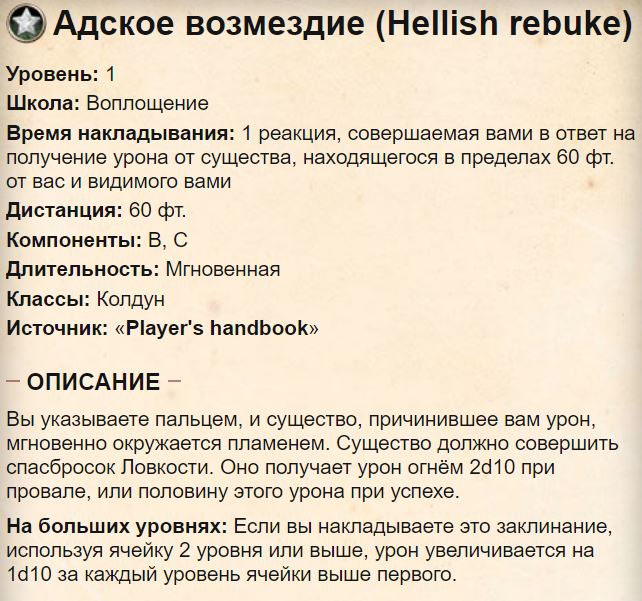 Адское возмездие (Hellish rebuke)
Уровень: 1
Школа: Воплощение
Время накладывания: 1 реакция, совершаемая вами в ответ на
получение урона от существа, находящегося в пределах 60 фт.
от вас и видимого вами
Дистанция: 60 фт.
Компоненты: В, С
Длительность: Мгновенная
Классы: Колдун
Источник: «Player's handbook»
– ОПИСАНИЕ –
Вы указываете пальцем, и существо, причинившее вам урон,
мгновенно окружается пламенем. Существо должно совершить
спасбросок Ловкости. Оно получает урон огнём 2d10 при
провале, или половину этого урона при успехе.
На больших уровнях: Если вы накладываете это заклинание,
используя ячейку 2 уровня или выше, урон увеличивается на
1d10 за каждый уровень ячейки выше первого.